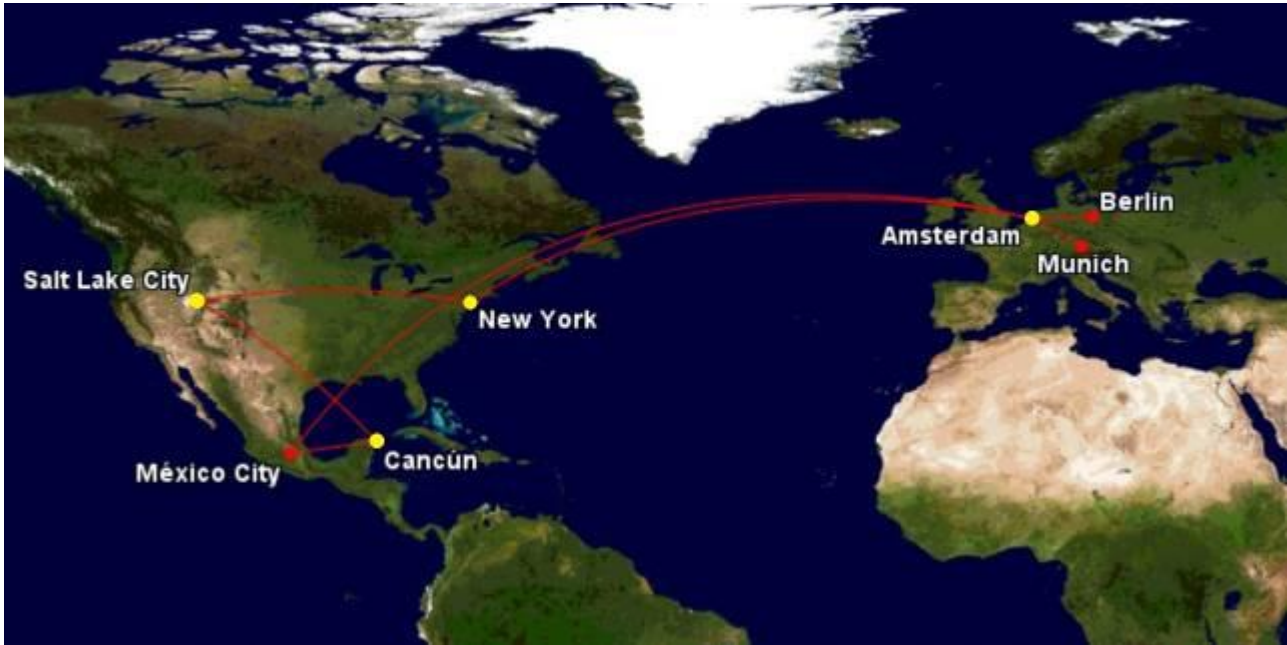 Berlin
Amsterdam
Munich
Salt Lake City
New York
México City
Cancún